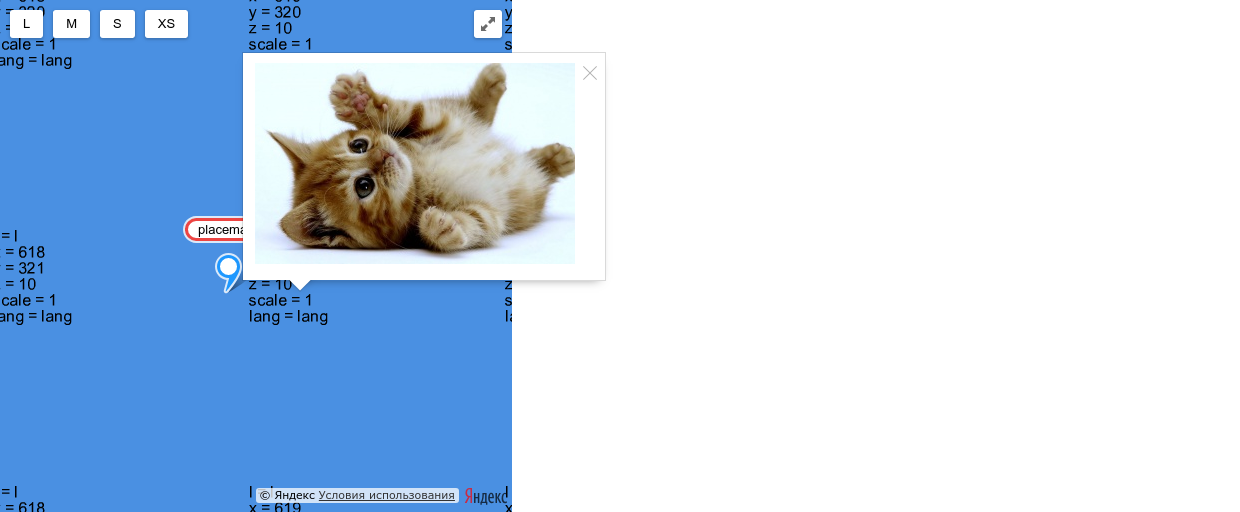 y = 320
z = 10
scale = 1
L M S XS
cale = 1
ang = lang
placema
= l
= 618
= 321
= 10
cale = 1
ang = lang
z = 10
scale = 1
lang = lang
= l
= 618
x = 619
© Яндекс Условия использования Яндекс